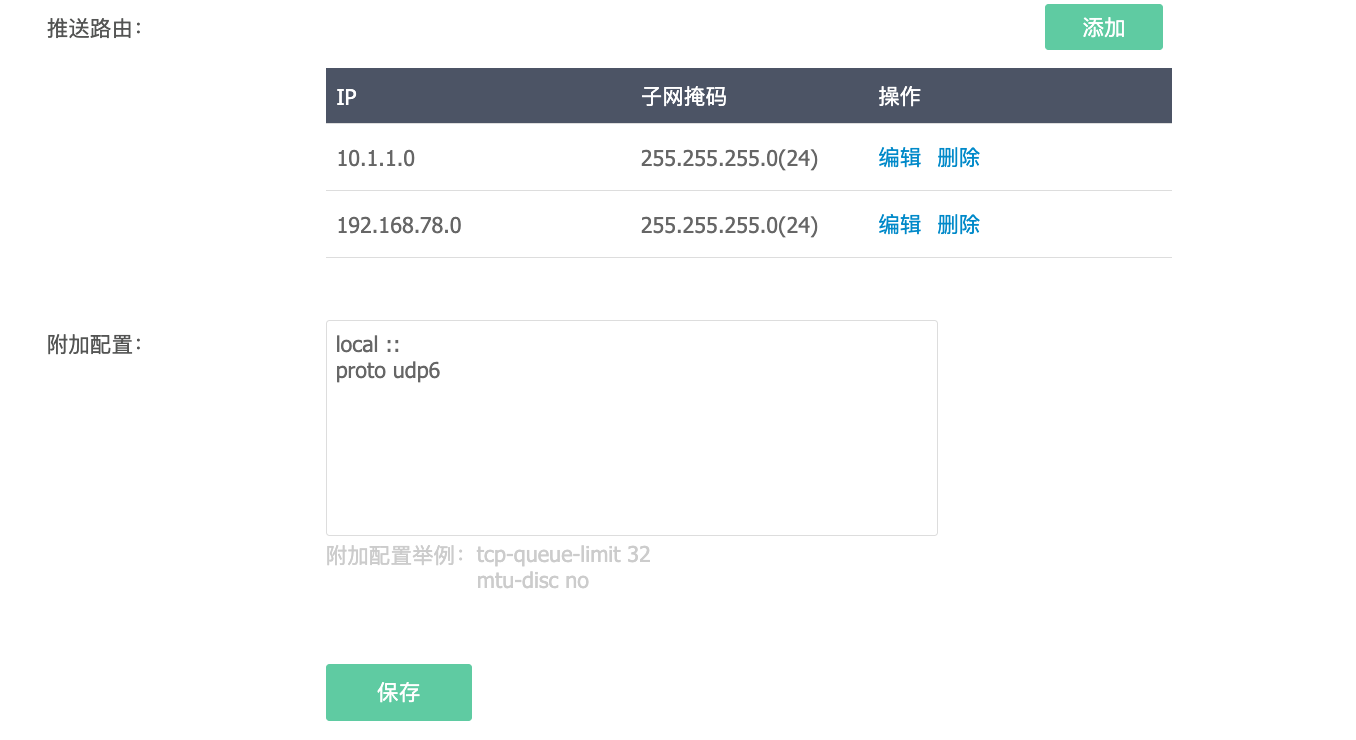 推送路由：
添加
IP 子网掩码 操作
10.1.1.0 255.255.255.0(24) 编辑 删除
192.168.78.0 255.255.255.0(24) 编辑 删除
附加配置：
local ::
proto udp6
附加配置举例：tcp-queue-limit 32
mtu-disc no
保存